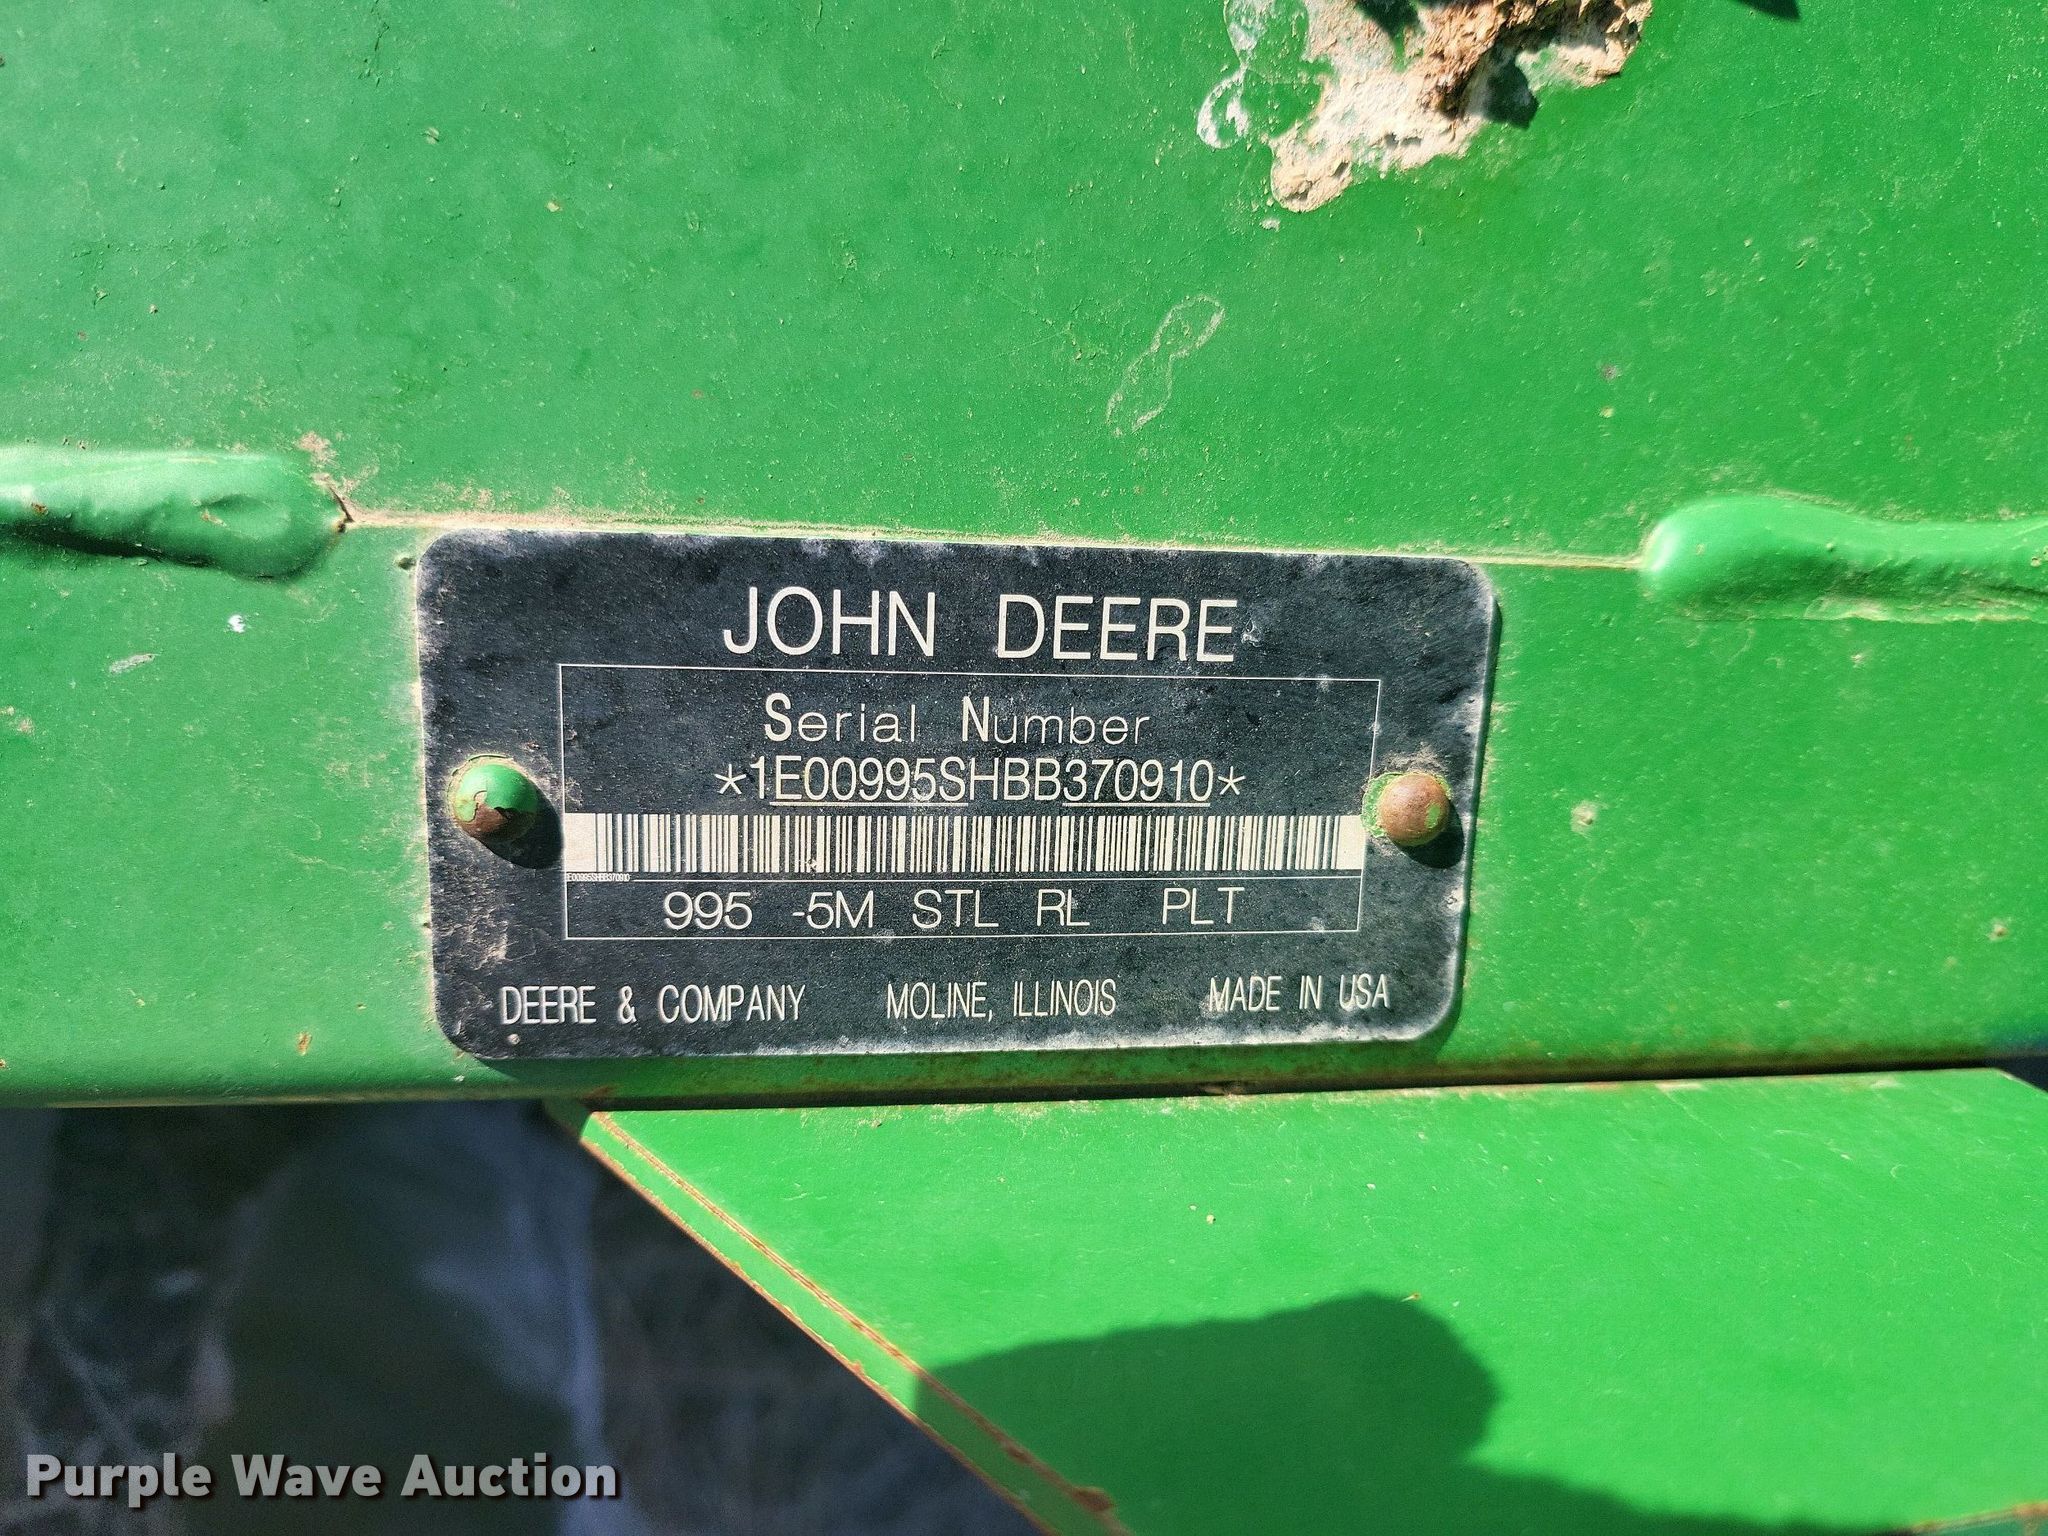 JOHN DEERE
Serial Number
*1E00995SHBB370910*
1E00995SHBB370910
995 -5M STL RL PLT
DEERE & COMPANY MOLINE, ILLINOIS MADE IN USA
Purple Wave Auction